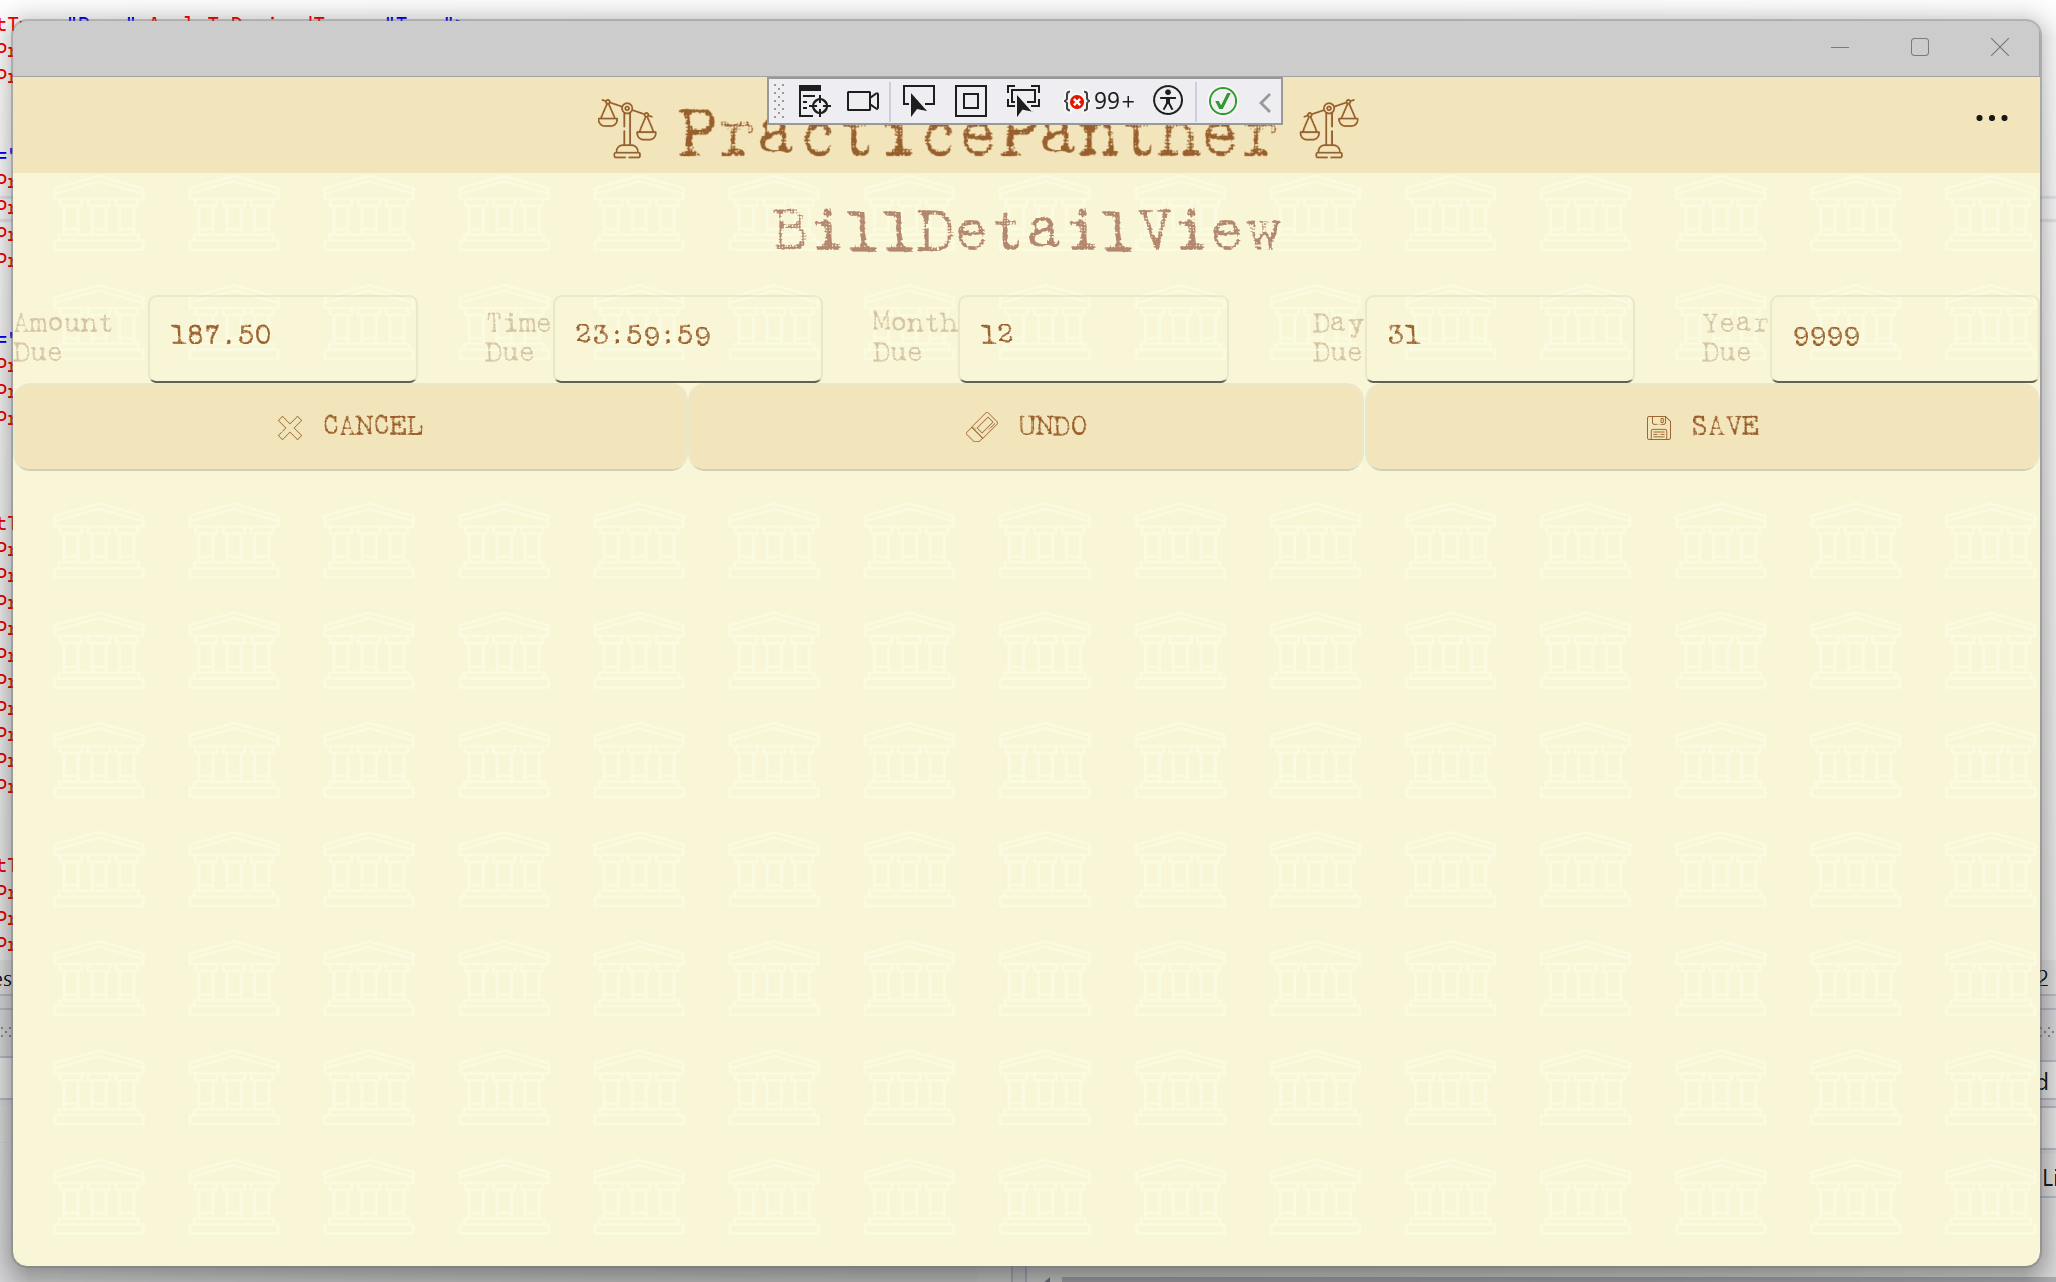 99+
PracticePanther
BillDetailView
Amount Due
187.50
Time Due
23:59:59
Month Due
12
Day Due
31
Year Due
9999
CANCEL
UNDO
SAVE